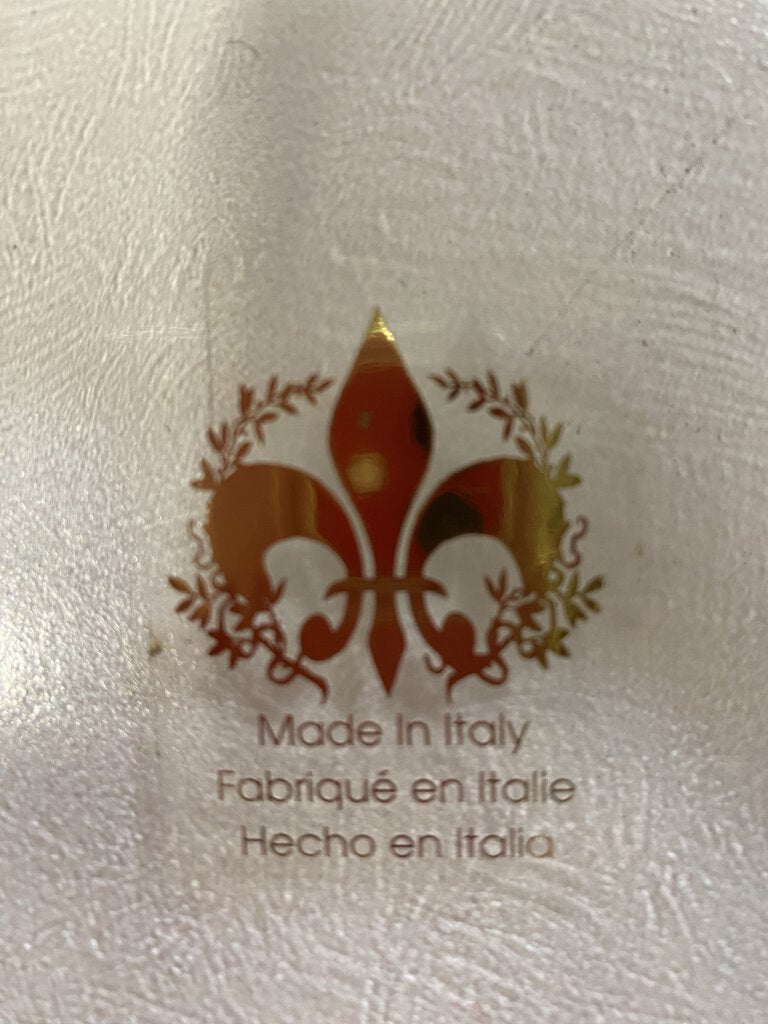 Made In Italy
Fabriqué en Italie
Hecho en Italia